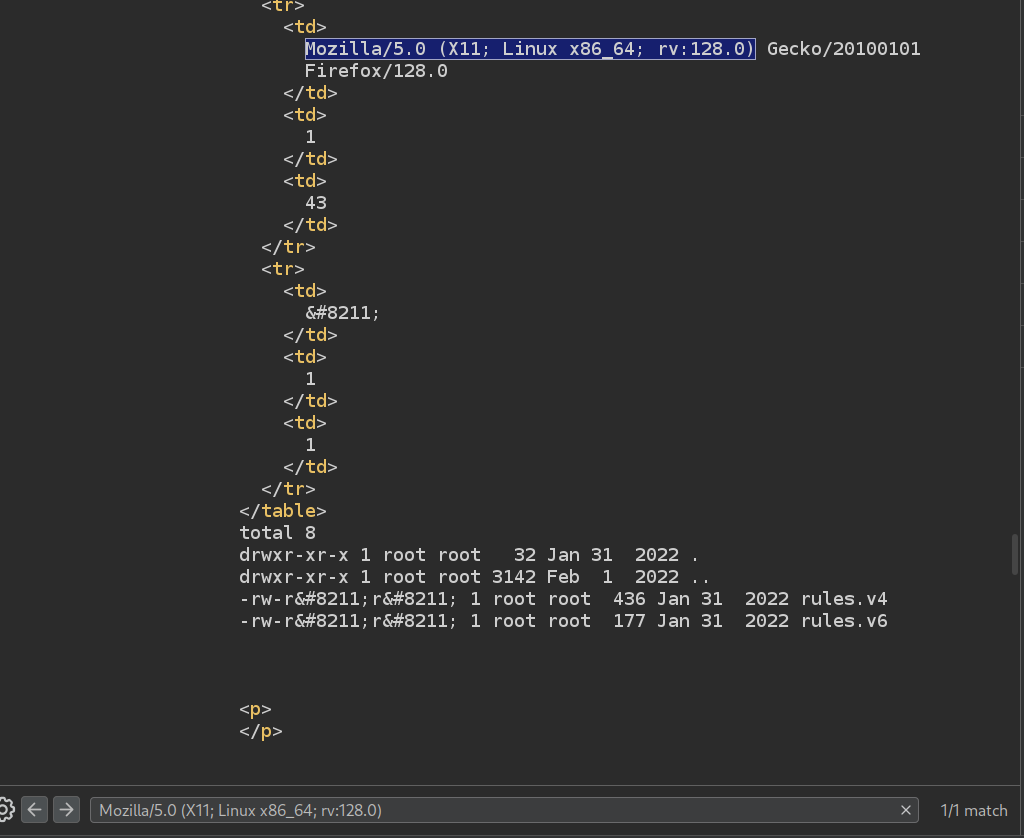 <tr>
<td>
Mozilla/5.0 (X11; Linux x86_64; rv:128.0) Gecko/20100101
Firefox/128.0
</td>
<td>
1
</td>
<td>
43
</td>
</tr>
<tr>
<td>
&#8211;
</td>
<td>
1
</td>
<td>
1
</td>
</tr>
</table>
total 8
drwxr-xr-x 1 root root   32 Jan 31  2022 .
drwxr-xr-x 1 root root 3142 Feb  1  2022 ..
-rw-r&#8211;r&#8211; 1 root root  436 Jan 31  2022 rules.v4
-rw-r&#8211;r&#8211; 1 root root  177 Jan 31  2022 rules.v6
<p>
</p>
Mozilla/5.0 (X11; Linux x86_64; rv:128.0)
1/1 match